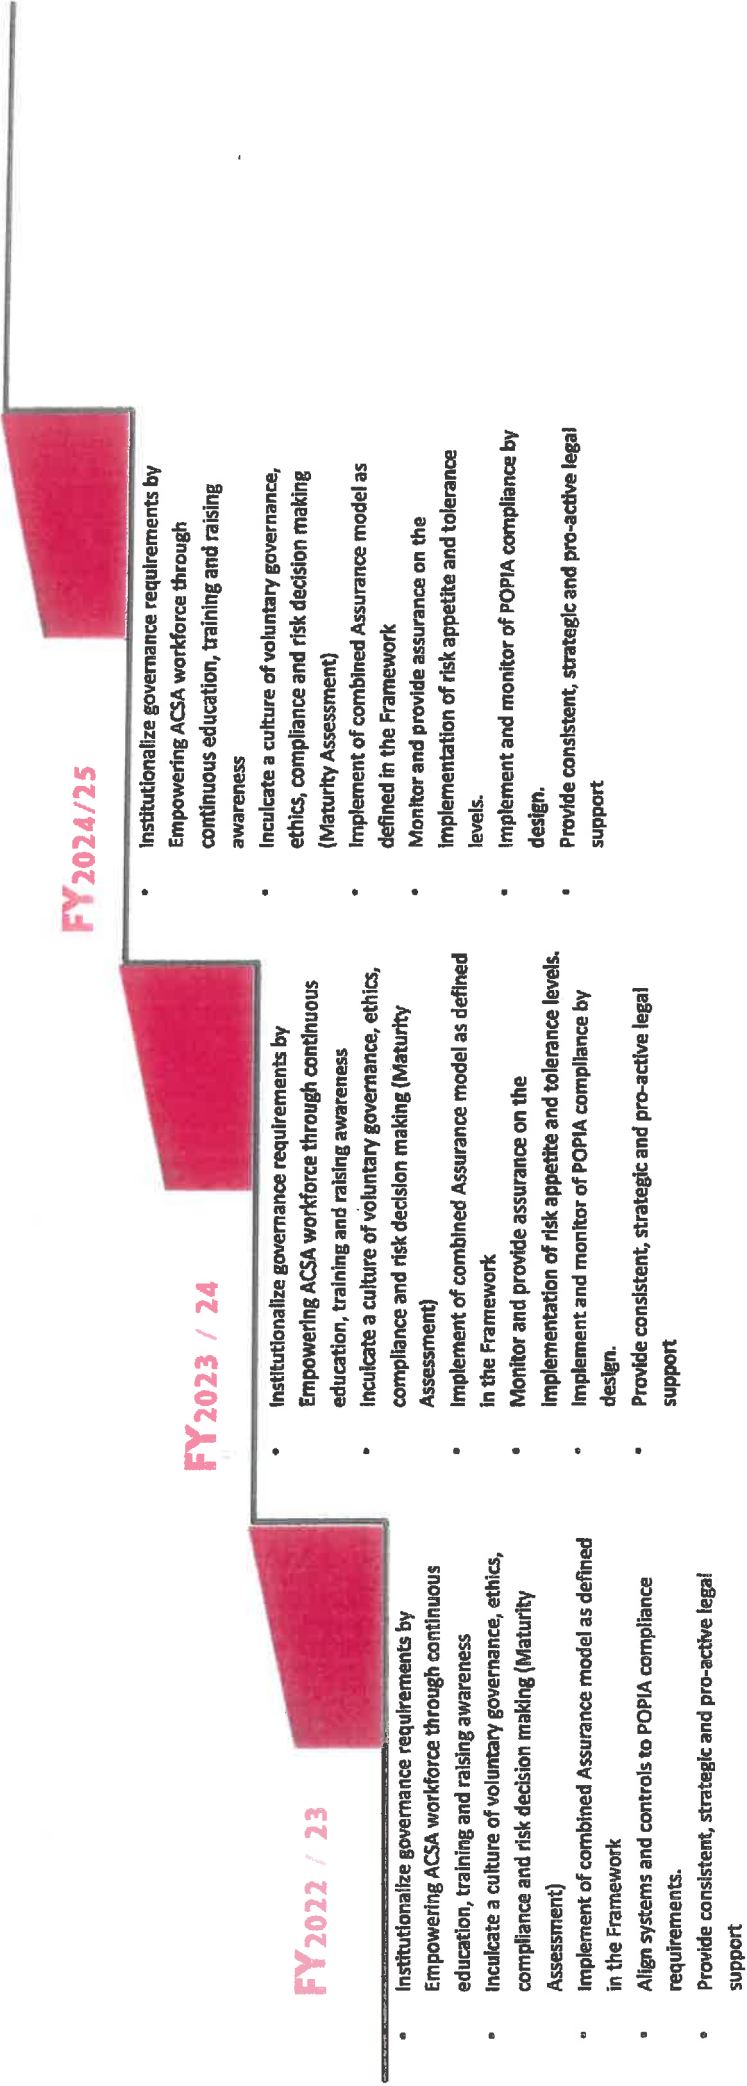 FY2022 / 23
• Institutionalize governance requirements by
Empowering ACSA workforce through continuous
education, training and raising awareness
• Inculcate a culture of voluntary governance, ethics,
compliance and risk decision making (Maturity
Assessment)
• Implement of combined Assurance model as defined
in the Framework
• Align systems and controls to POPIA compliance
requirements.
• Provide consistent, strategic and pro-active legal
support
FY2023 / 24
• Institutionalize governance requirements by
Empowering ACSA workforce through continuous
education, training and raising awareness
• Inculcate a culture of voluntary governance, ethics,
compliance and risk decision making (Maturity
Assessment)
• Implement of combined Assurance model as defined
in the Framework
• Monitor and provide assurance on the
implementation of risk appetite and tolerance levels.
• Implement and monitor of POPIA compliance by
design.
• Provide consistent, strategic and pro-active legal
support
FY2024/25
• Institutionalize governance requirements by
Empowering ACSA workforce through
continuous education, training and raising
awareness
• Inculcate a culture of voluntary governance,
ethics, compliance and risk decision making
(Maturity Assessment)
• Implement of combined Assurance model as
defined in the Framework
• Monitor and provide assurance on the
implementation of risk appetite and tolerance
levels.
• Implement and monitor of POPIA compliance by
design.
• Provide consistent, strategic and pro-active legal
support